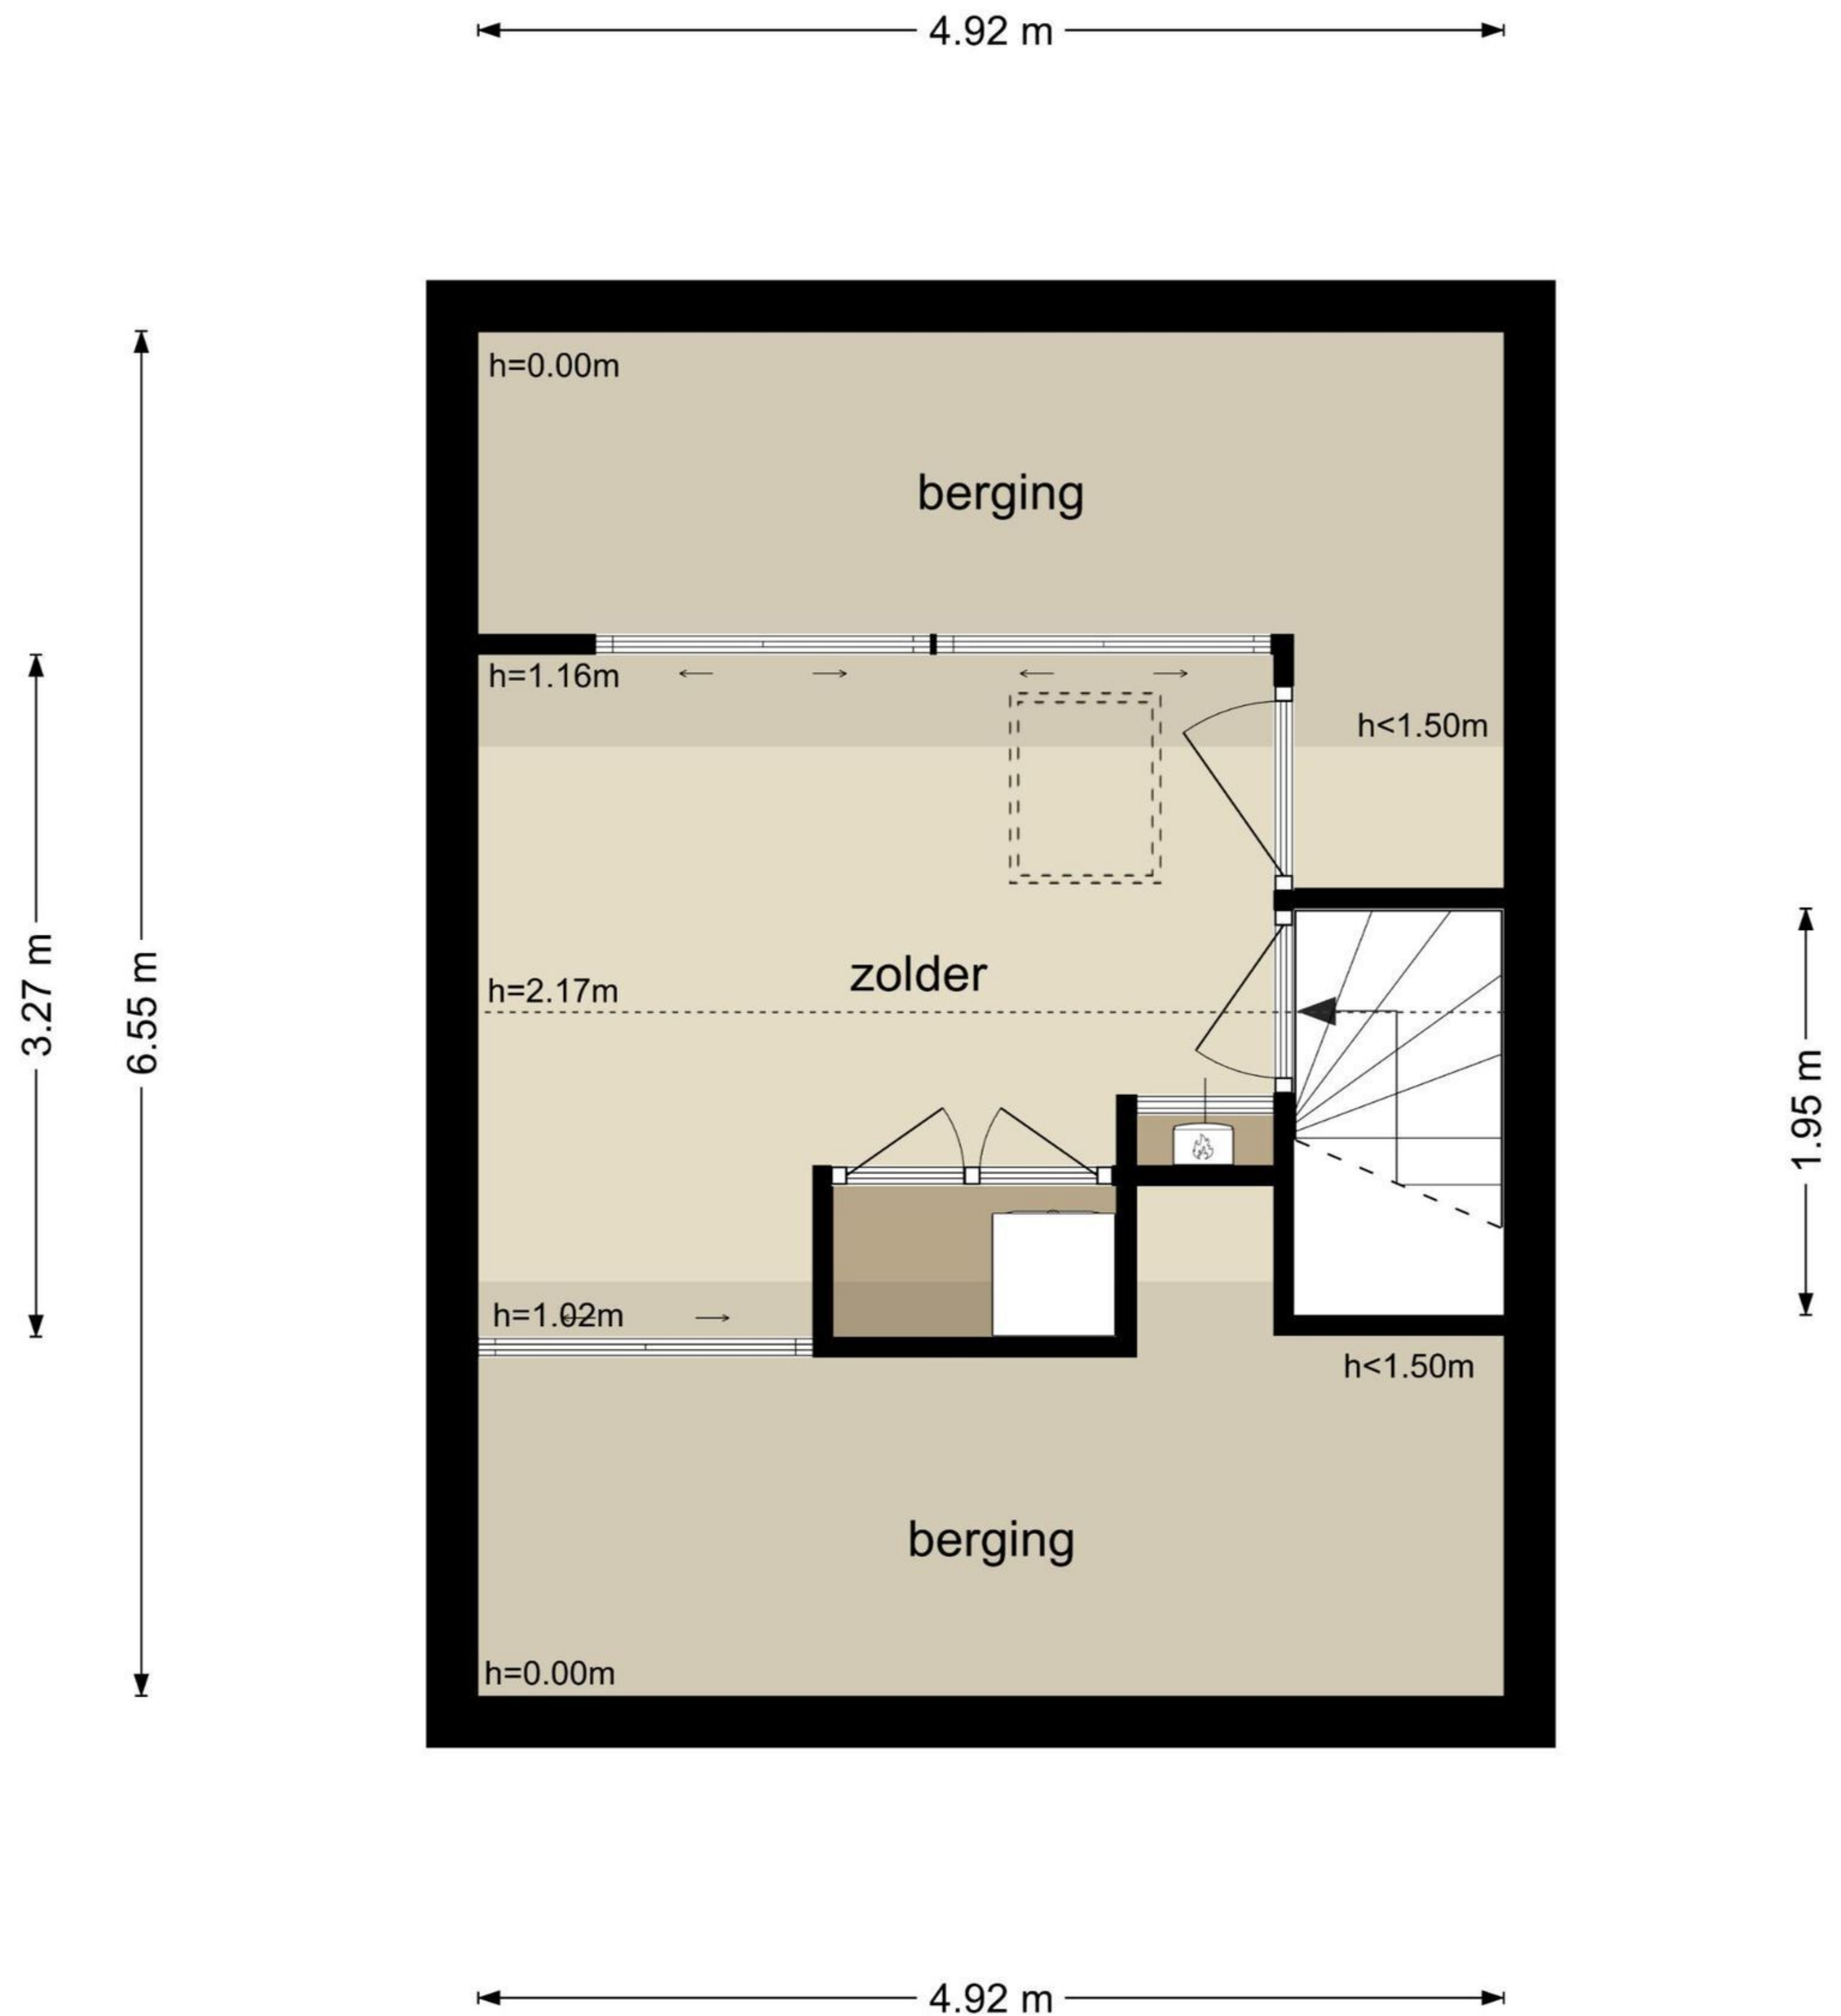 4.92 m
h=0.00m
berging
h=1.16m
h<1.50m
3.27 m
6.55 m
zolder
h=2.17m
1.95 m
h=1.02m
h<1.50m
berging
h=0.00m
4.92 m